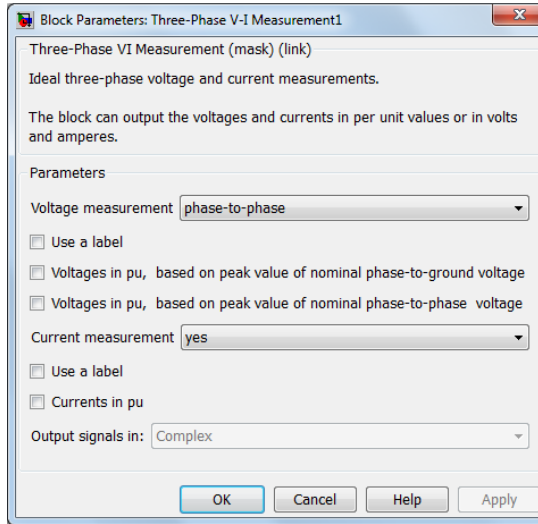 Block Parameters: Three-Phase V-I Measurement1
Three-Phase VI Measurement (mask) (link)
Ideal three-phase voltage and current measurements.
The block can output the voltages and currents in per unit values or in volts
and amperes.
Parameters
Voltage measurement phase-to-phase
Use a label
Voltages in pu, based on peak value of nominal phase-to-ground voltage
Voltages in pu, based on peak value of nominal phase-to-phase voltage
Current measurement yes
Use a label
Currents in pu
Output signals in: Complex
OK Cancel Help Apply